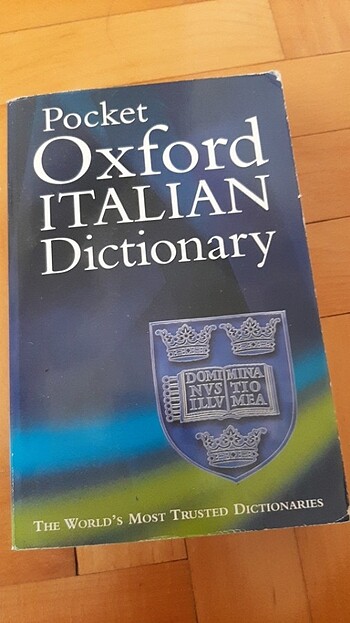 Pocket
Oxford
ITALIAN
Dictionary
DOMI MINA
NVS TIO
ILLV MEA
THE WORLD'S MOST TRUSTED DICTIONARIES